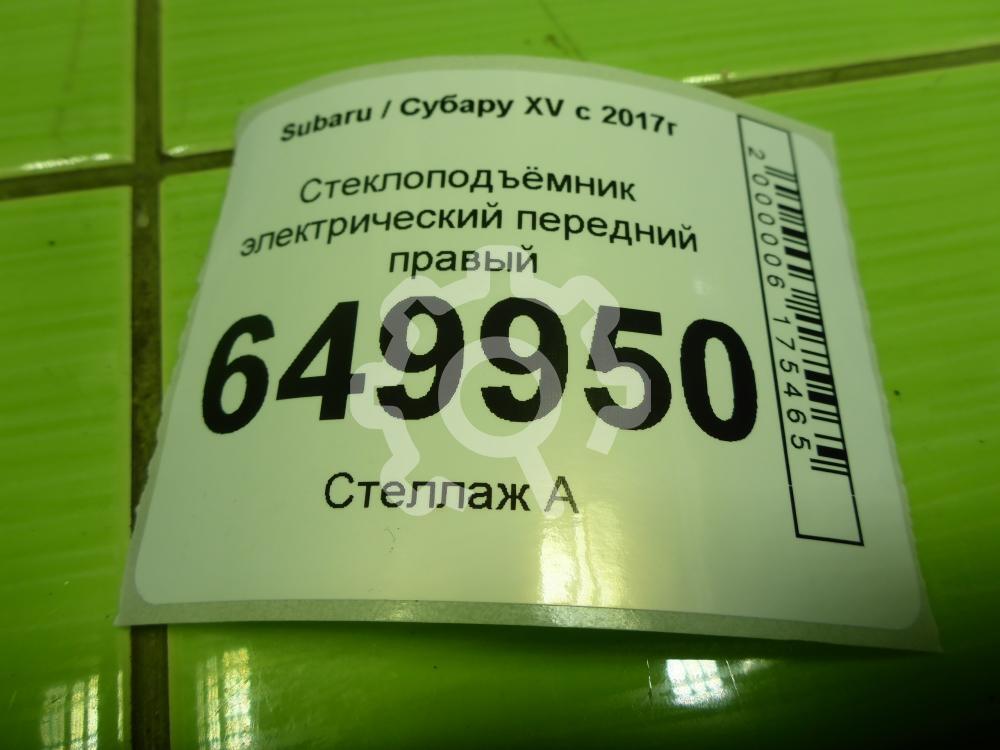 Subaru / Субару XV с 2017г
Стеклоподъёмник
электрический передний
правый
649950
Стеллаж А
2000006175465